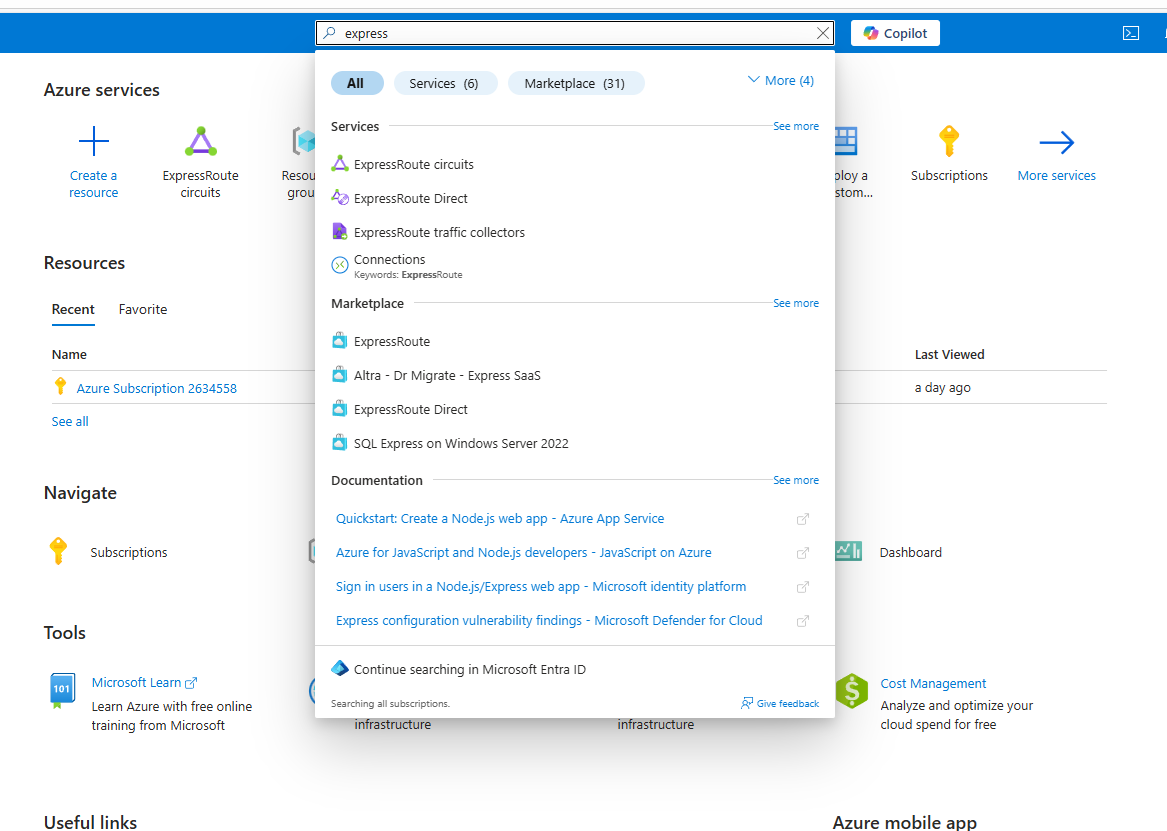 express
Copilot
All
Services (6)
Marketplace (31)
More (4)
Services
See more
ExpressRoute circuits
ExpressRoute Direct
ExpressRoute traffic collectors
Connections
Keywords: ExpressRoute
Marketplace
See more
ExpressRoute
Altra - Dr Migrate - Express SaaS
ExpressRoute Direct
SQL Express on Windows Server 2022
Documentation
See more
Quickstart: Create a Node.js web app - Azure App Service
Azure for JavaScript and Node.js developers - JavaScript on Azure
Sign in users in a Node.js/Express web app - Microsoft identity platform
Express configuration vulnerability findings - Microsoft Defender for Cloud
Continue searching in Microsoft Entra ID
Searching all subscriptions.
Give feedback
Azure services
Create a
resource
ExpressRoute
circuits
Resou
grou
ploy a
stom...
Subscriptions
More services
Resources
Recent
Favorite
Name
Last Viewed
Azure Subscription 2634558
a day ago
See all
Navigate
Subscriptions
Dashboard
Tools
101
Microsoft Learn
Learn Azure with free online
training from Microsoft
infrastructure
infrastructure
$
Cost Management
Analyze and optimize your
cloud spend for free
Useful links
Azure mobile app